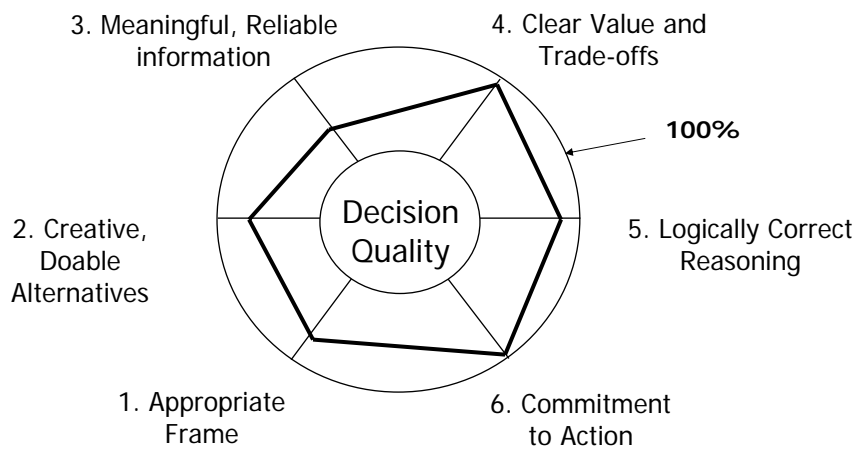 3. Meaningful, Reliable
information
4. Clear Value and
Trade-offs
100%
2. Creative,
Doable
Alternatives
Decision
Quality
5. Logically Correct
Reasoning
1. Appropriate
Frame
6. Commitment
to Action